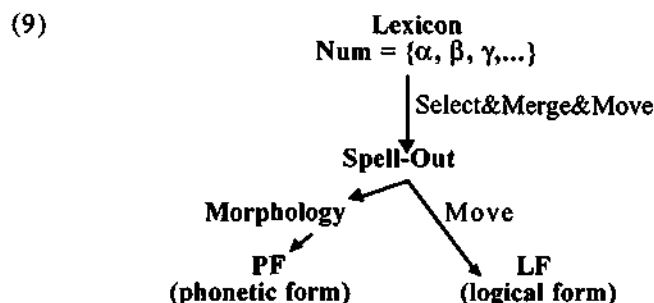 (9)
Lexicon
Num = {α, β, γ,...}
Select&Merge&Move
Spell-Out
Morphology Move
PF LF
(phonetic form) (logical form)